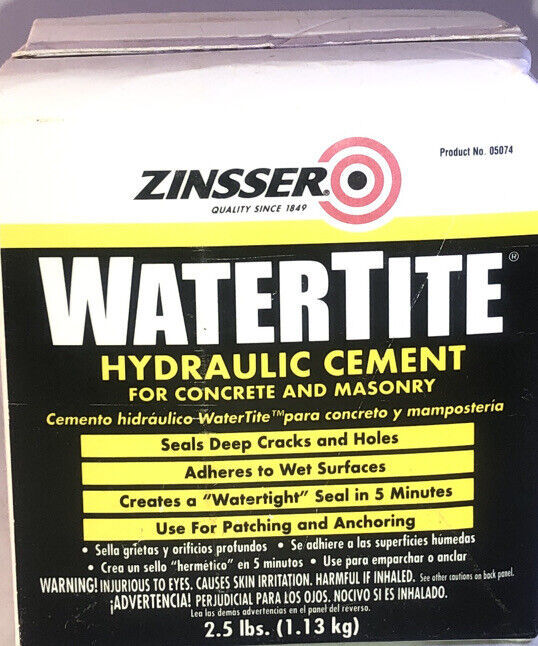 Product No. 05074
ZINSSER®
QUALITY SINCE 1849
WATERTITE®
HYDRAULIC CEMENT
FOR CONCRETE AND MASONRY
Cemento hidráulico WaterTite™ para concreto y mampostería
Seals Deep Cracks and Holes
Adheres to Wet Surfaces
Creates a "Watertight" Seal in 5 Minutes
Use For Patching and Anchoring
• Sella grietas y orificios profundos • Se adhiere a las superficies húmedas
• Crea un sello "hermético" en 5 minutos • Use para emparchar o anclar
WARNING! INJURIOUS TO EYES. CAUSES SKIN IRRITATION. HARMFUL IF INHALED. See other cautions on back panel.
¡ADVERTENCIA! PERJUDICIAL PARA LOS OJOS. NOCIVO SI ES INHALADO.
Lea las demás advertencias en el panel del reverso.
2.5 lbs. (1.13 kg)